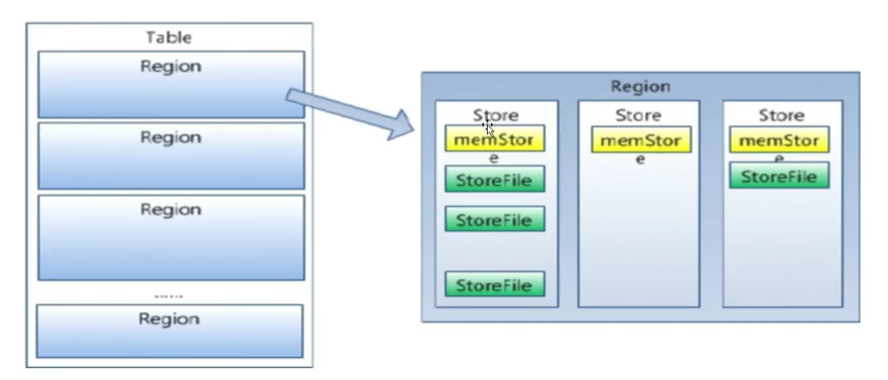 Table
Region
Region
Region
......
Region
Region
Store
memStor
e
StoreFile
StoreFile
StoreFile
Store
memStor
e
Store
memStor
e
StoreFile